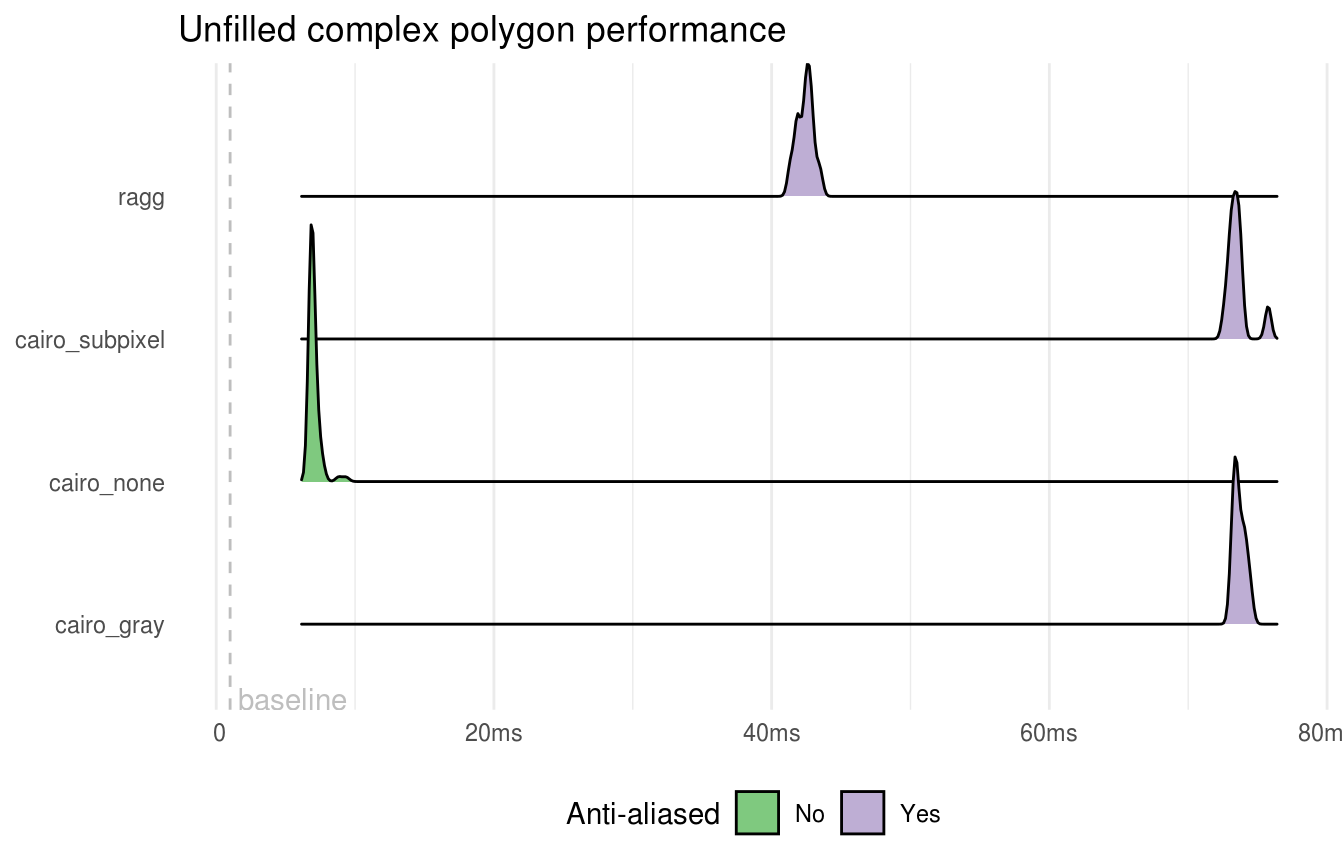 Unfilled complex polygon performance
ragg
cairo_subpixel
cairo_none
cairo_gray
baseline
0 20ms 40ms 60ms 80m
Anti-aliased No Yes